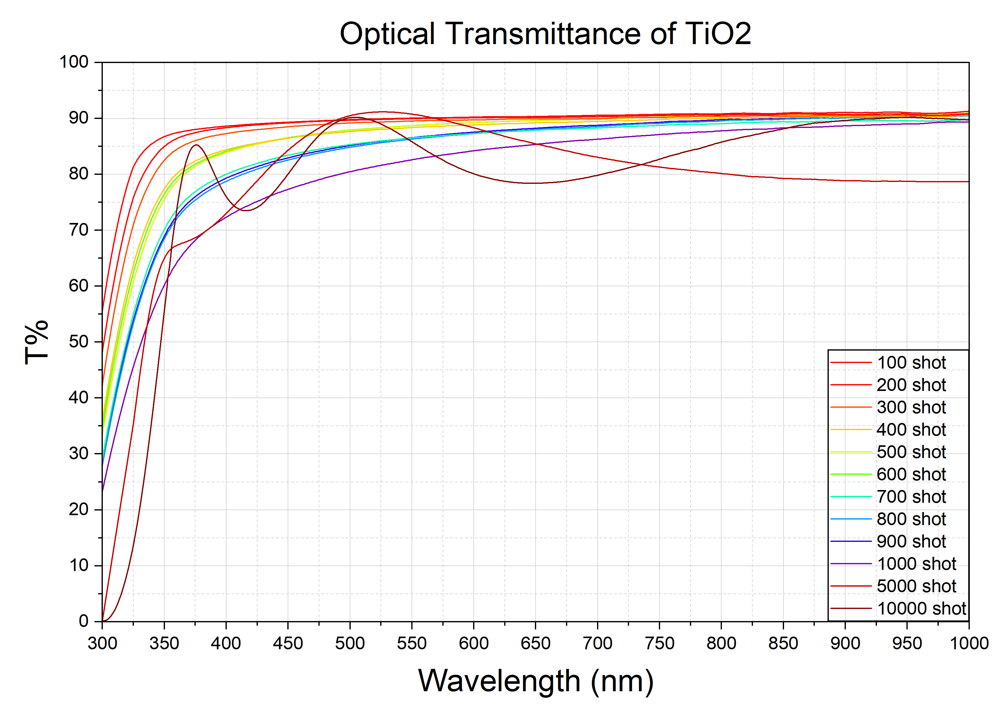 Optical Transmittance of TiO2
100
90
80
70
60
50
40
30
20
10
0
T%
100 shot
200 shot
300 shot
400 shot
500 shot
600 shot
700 shot
800 shot
900 shot
1000 shot
5000 shot
10000 shot
300 350 400 450 500 550 600 650 700 750 800 850 900 950 1000
Wavelength (nm)